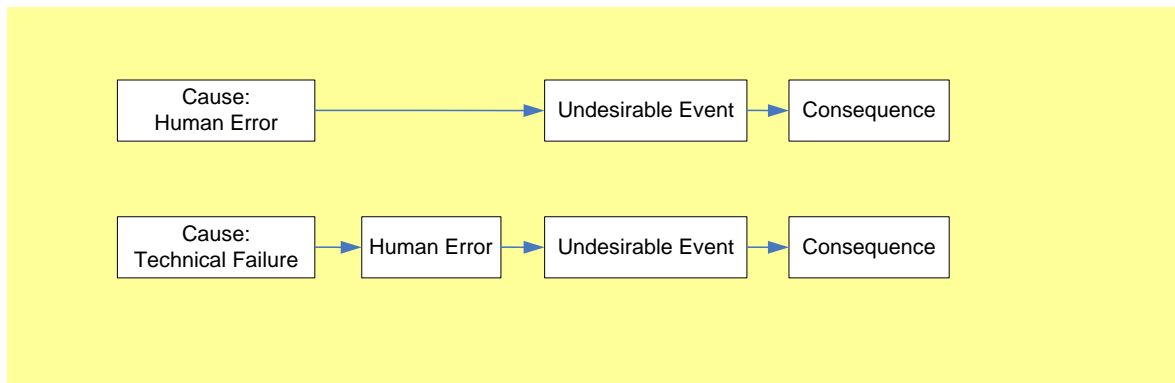 Cause:
Human Error
Undesirable Event
Consequence
Cause:
Technical Failure
Human Error
Undesirable Event
Consequence